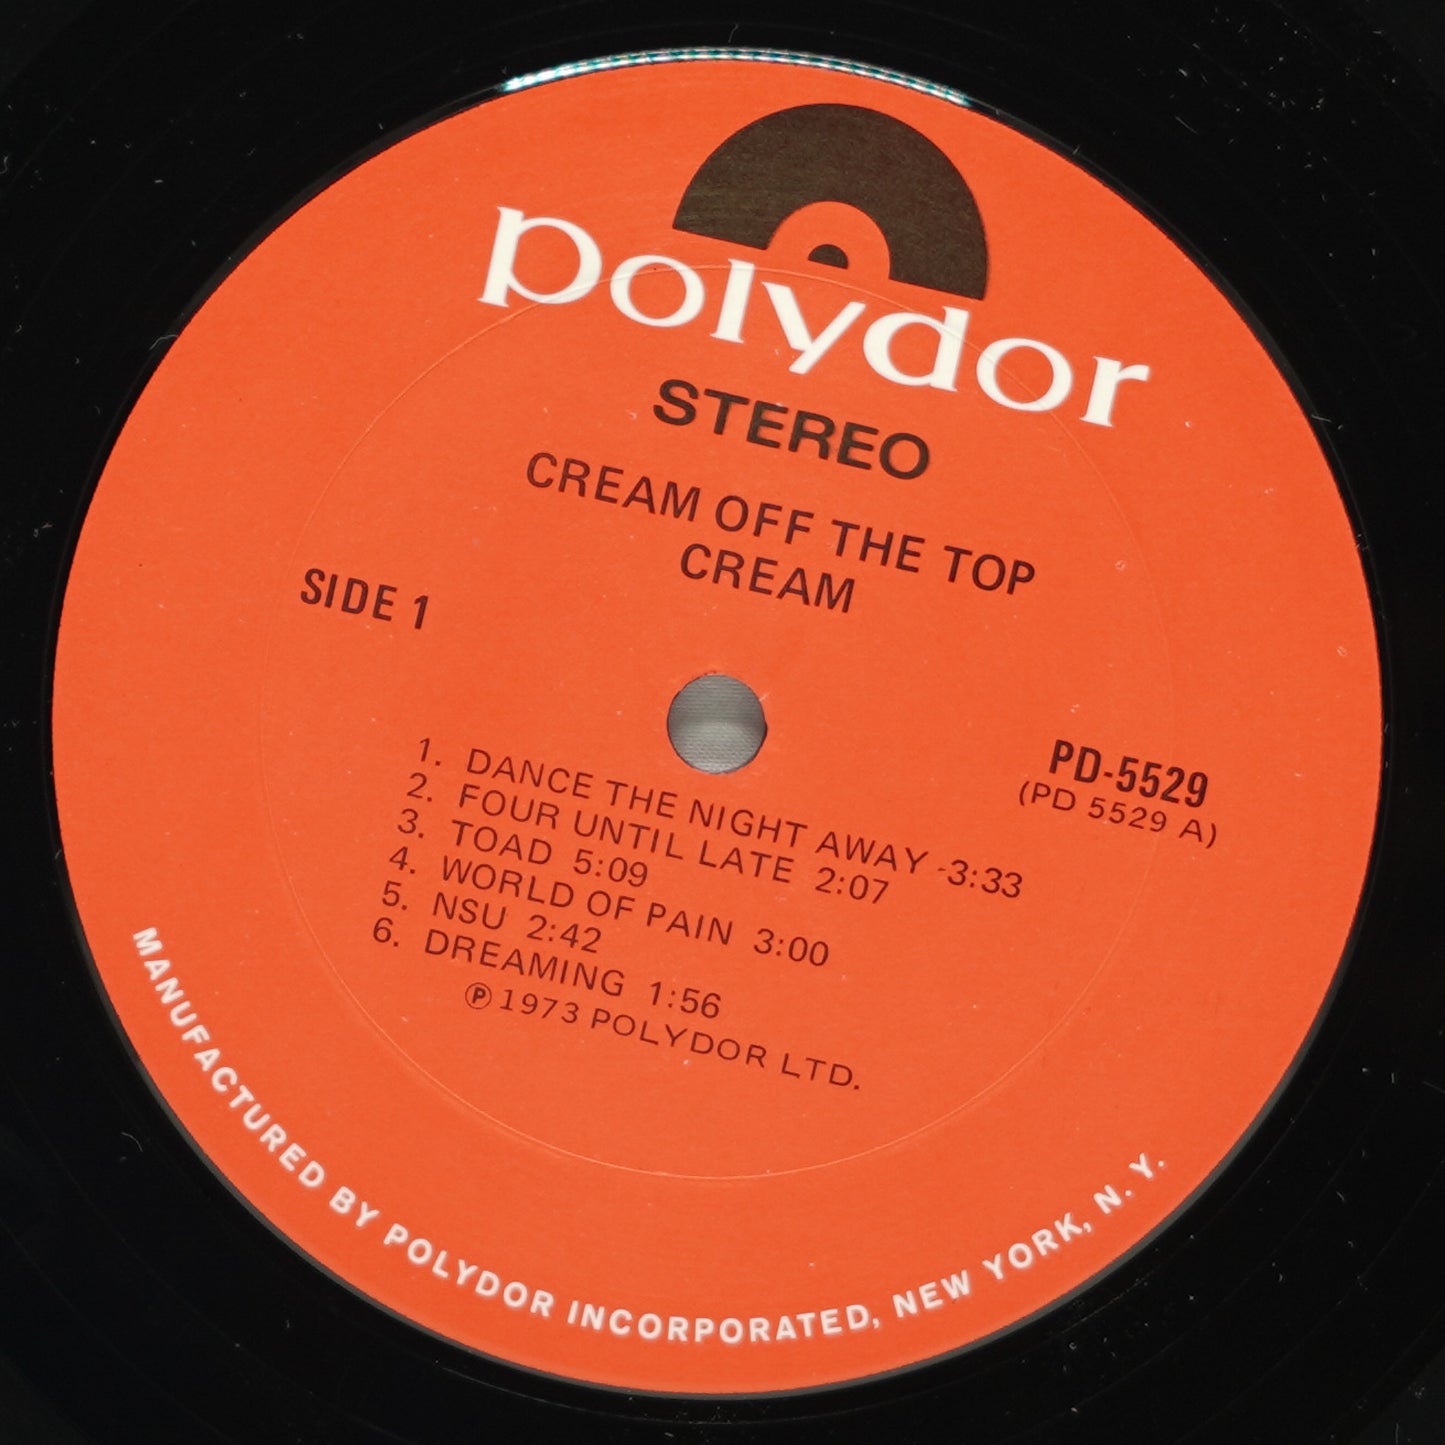 polydor
STEREO
CREAM OFF THE TOP
CREAM
SIDE 1
PD-5529
(PD 5529 A)
1. DANCE THE NIGHT AWAY -3:33
2. FOUR UNTIL LATE 2:07
3. TOAD 5:09
4. WORLD OF PAIN 3:00
5. NSU 2:42
6. DREAMING 1:56
℗ 1973 POLYDOR LTD.
MANUFACTURED BY POLYDOR INCORPORATED, NEW YORK, N. Y.